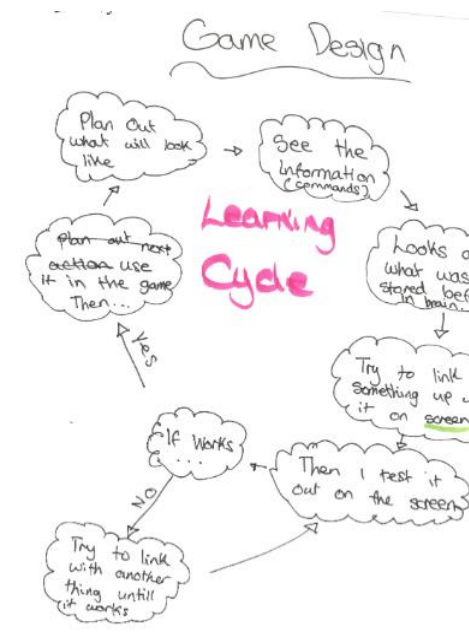 Game Design
Plan Out
what will look
like
See the
Information
(commands)
Learning
Cycle
Looks
what was
stored
in brain...
Try to link
Something up
it on screen
Then I test it
out on the screen
If Works
...
Yes
NO
Plan out next
action use
it in the game
Then...
Try to link
with another
thing untill
it works